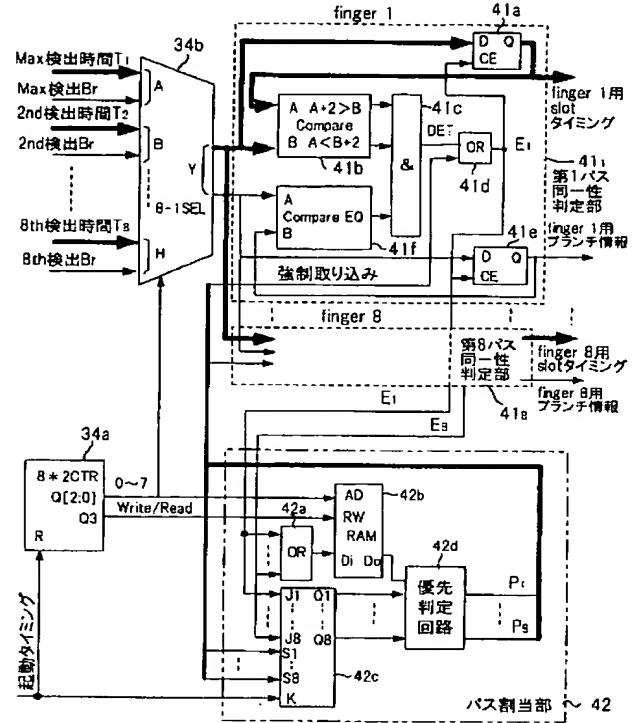 finger 1
41a
34b
D Q
CE
Max検出時間T1
Max検出Br
2nd検出時間T2
2nd検出Br
8th検出時間T8
8th検出Br
A
B
H
Y
8-1SEL
A A+2>B
Compare
B A<B+2
41b
41c
&
DET
OR
41d
E1
finger 1用
slot
タイミング
41₁
第1パス
同一性
判定部
A
Compare EQ
B
41f
41e
D Q
CE
finger 1用
ブランチ情報
強制取り込み
finger 8
第8パス
同一性
判定部
41₈
finger 8用
slotタイミング
finger 8用
ブランチ情報
E1
E8
34a
8*2CTR
Q[2:0]
Q3
R
0~7
Write/Read
42a
OR
42b
AD
RW
RAM
Di Do
42d
優先
判定
回路
P1
P8
J1 Q1
J8 Q8
S1
S8
K
42c
起動タイミング
パス割当部
42